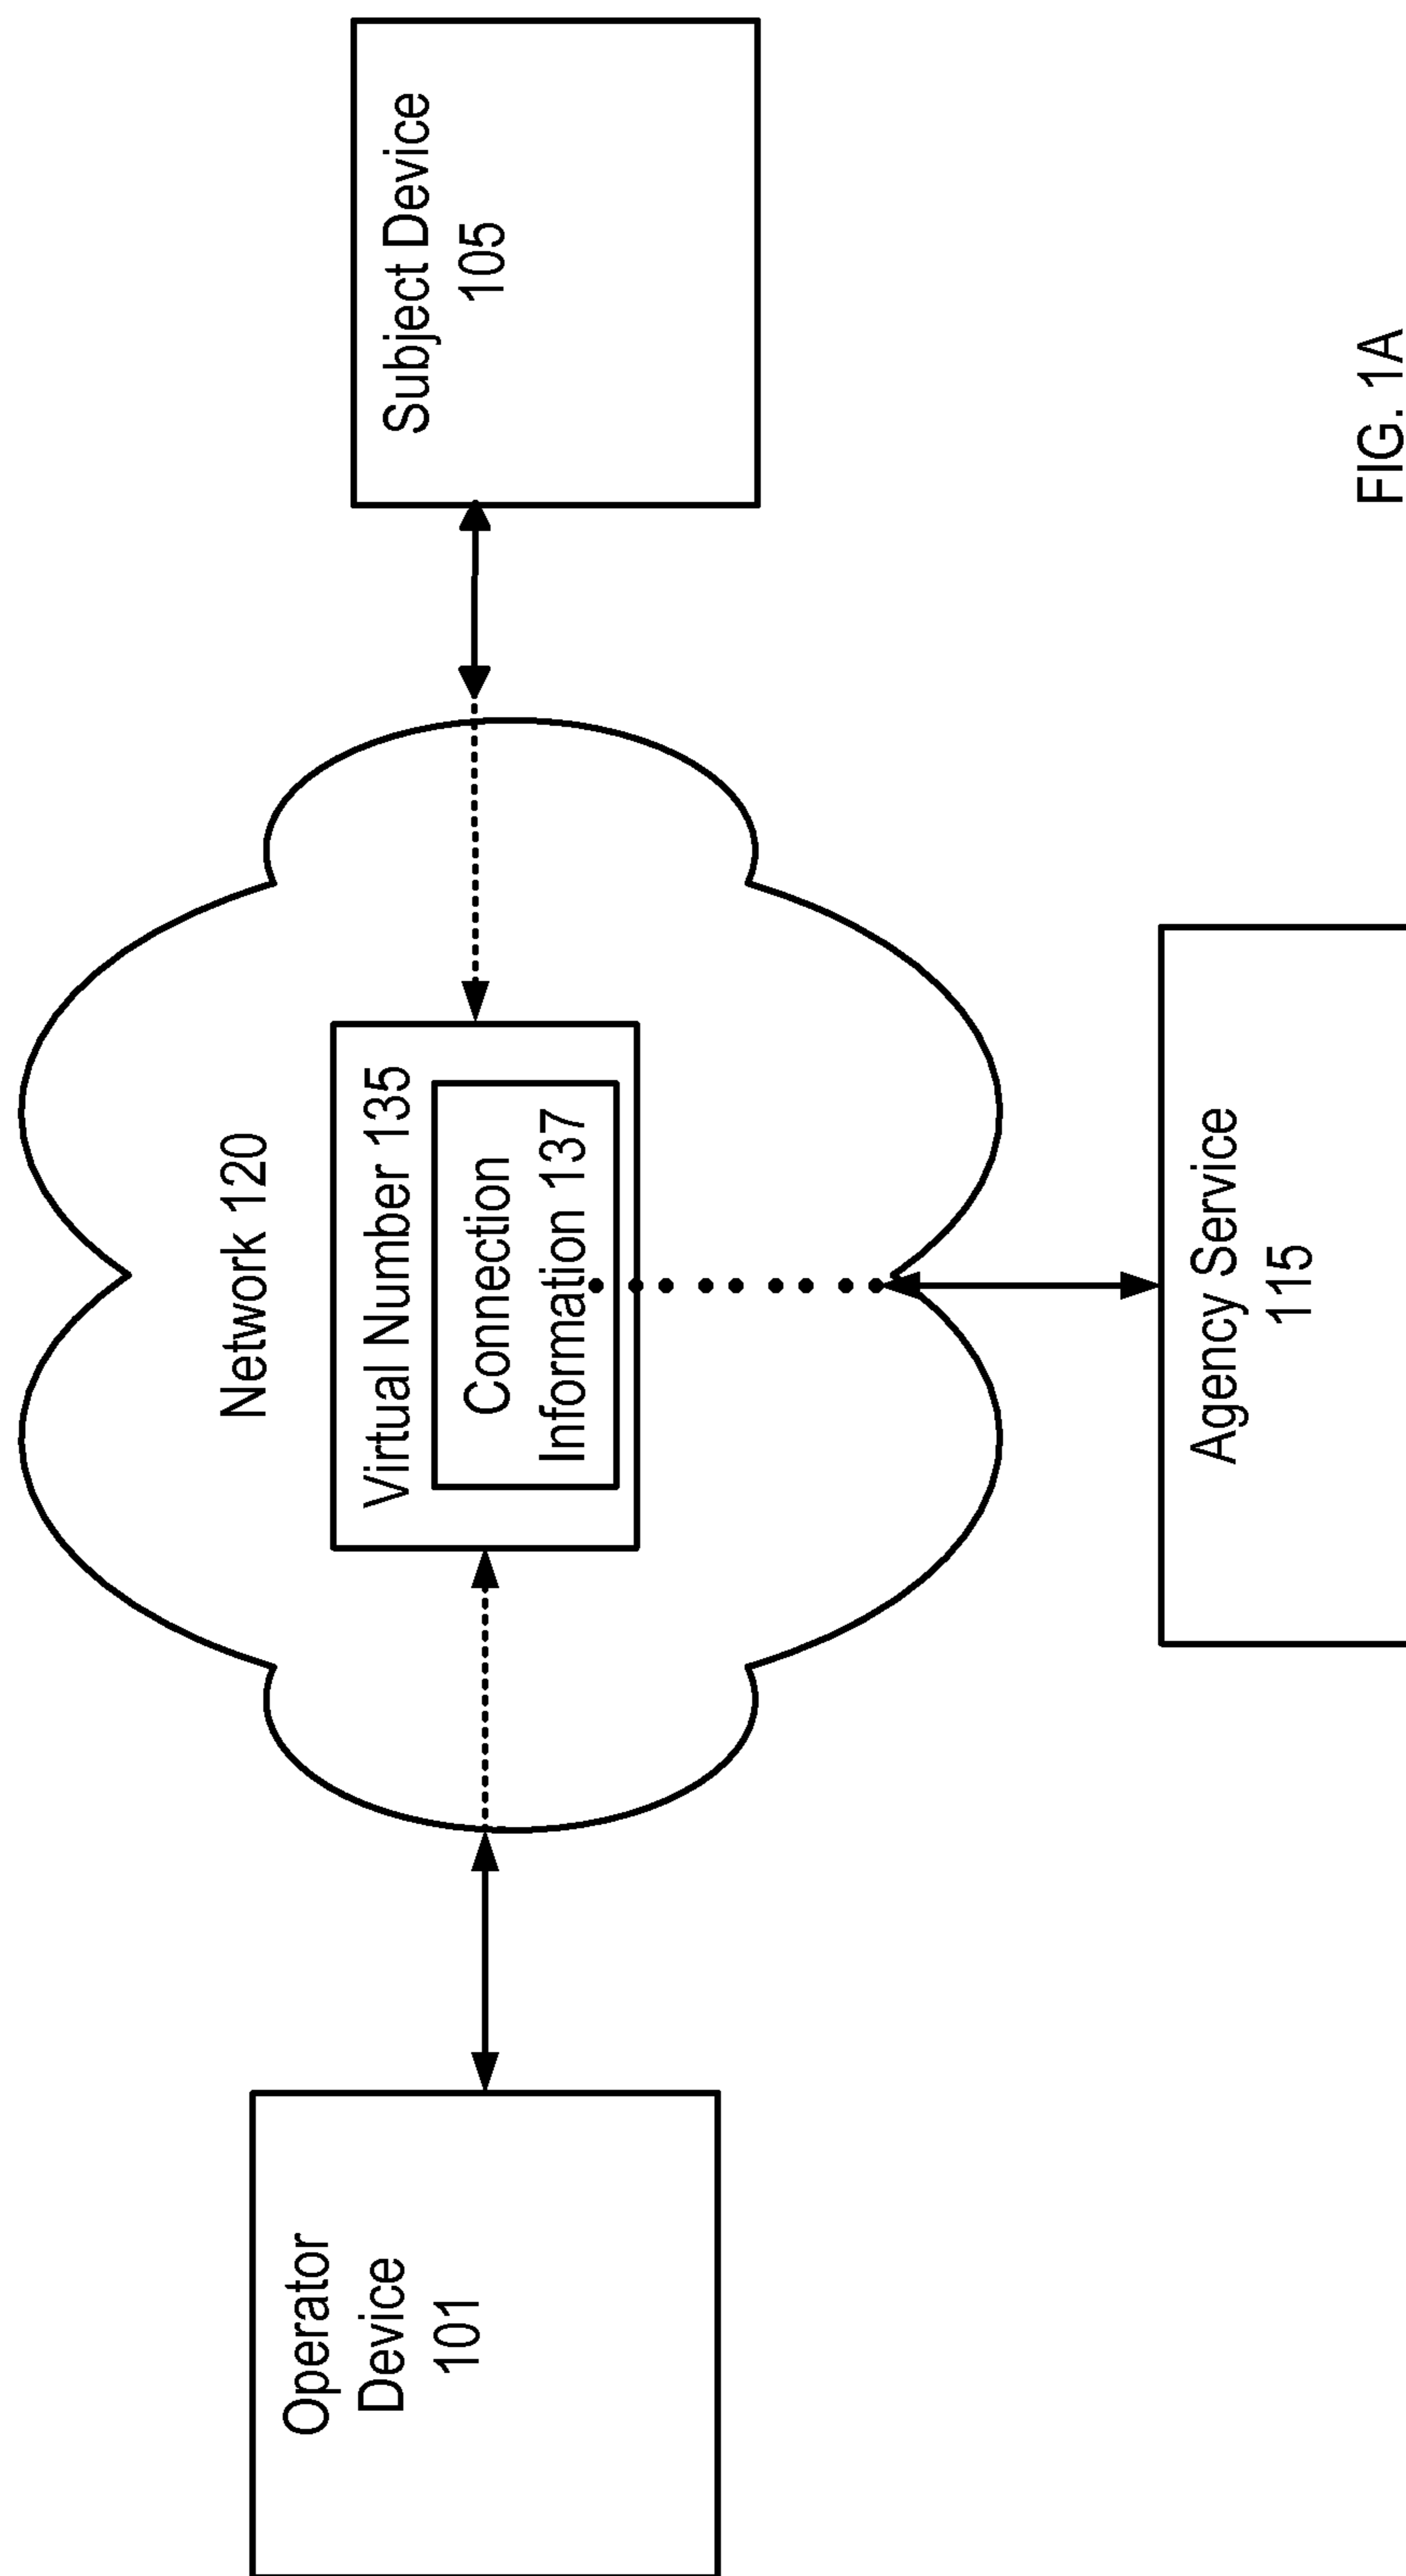 Network 120
Operator
Device
101
Virtual Number 135
Connection
Information 137
Subject Device
105
Agency Service
115
FIG. 1A